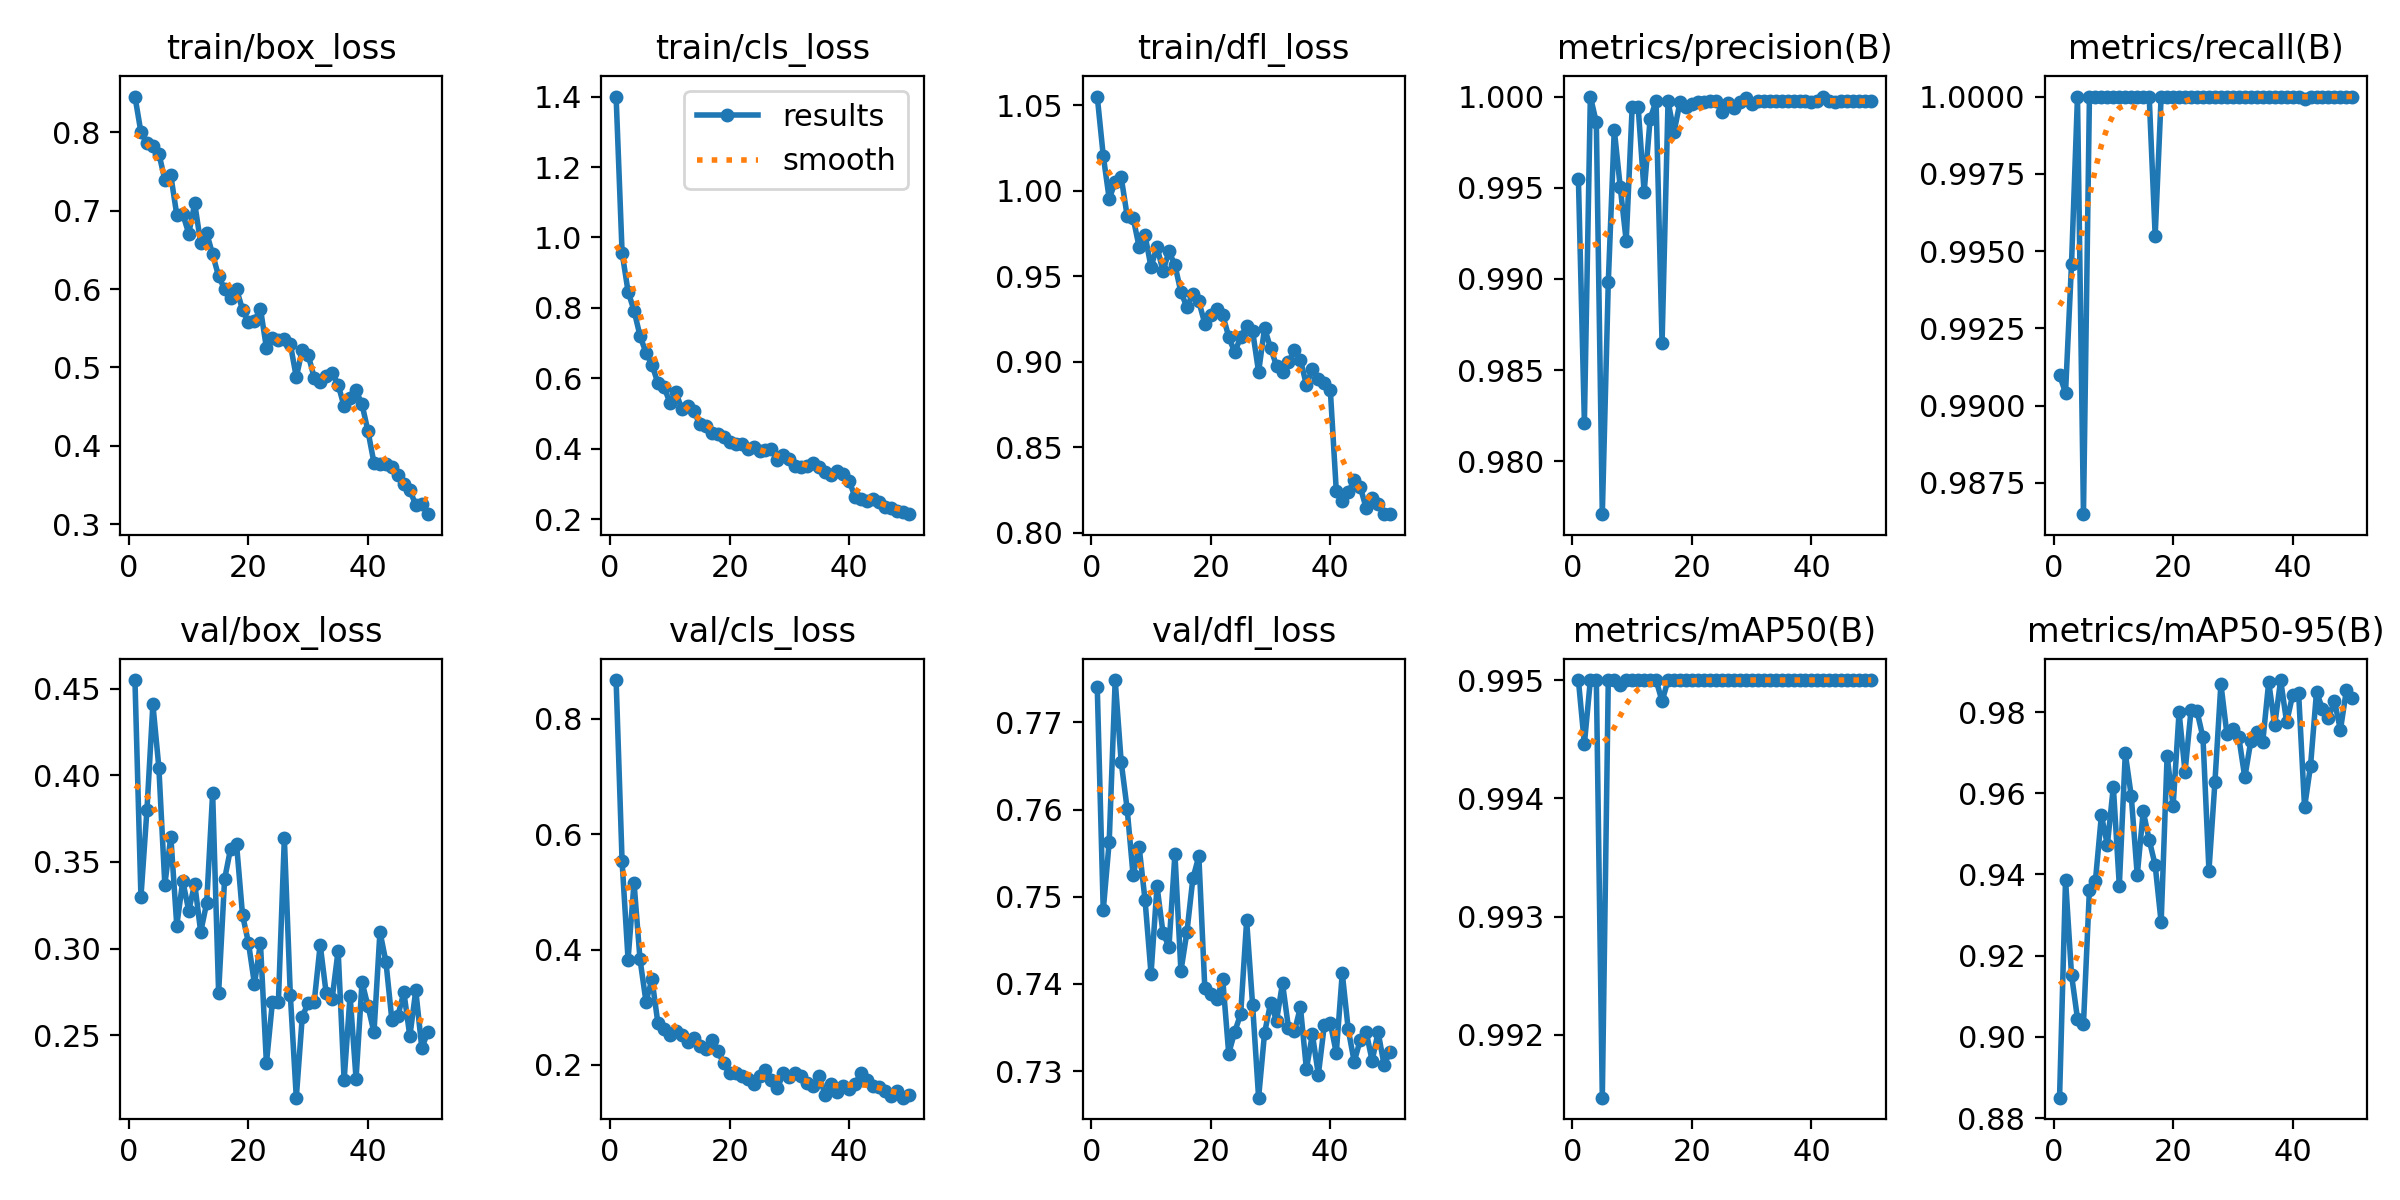 train/box_loss
0.8
0.7
0.6
0.5
0.4
0.3
0 20 40
train/cls_loss
results
smooth
1.4
1.2
1.0
0.8
0.6
0.4
0.2
0 20 40
train/dfl_loss
1.05
1.00
0.95
0.90
0.85
0.80
0 20 40
metrics/precision(B)
1.000
0.995
0.990
0.985
0.980
0 20 40
metrics/recall(B)
1.0000
0.9975
0.9950
0.9925
0.9900
0.9875
0 20 40
val/box_loss
0.45
0.40
0.35
0.30
0.25
0 20 40
val/cls_loss
0.8
0.6
0.4
0.2
0 20 40
val/dfl_loss
0.77
0.76
0.75
0.74
0.73
0 20 40
metrics/mAP50(B)
0.995
0.994
0.993
0.992
0 20 40
metrics/mAP50-95(B)
0.98
0.96
0.94
0.92
0.90
0.88
0 20 40